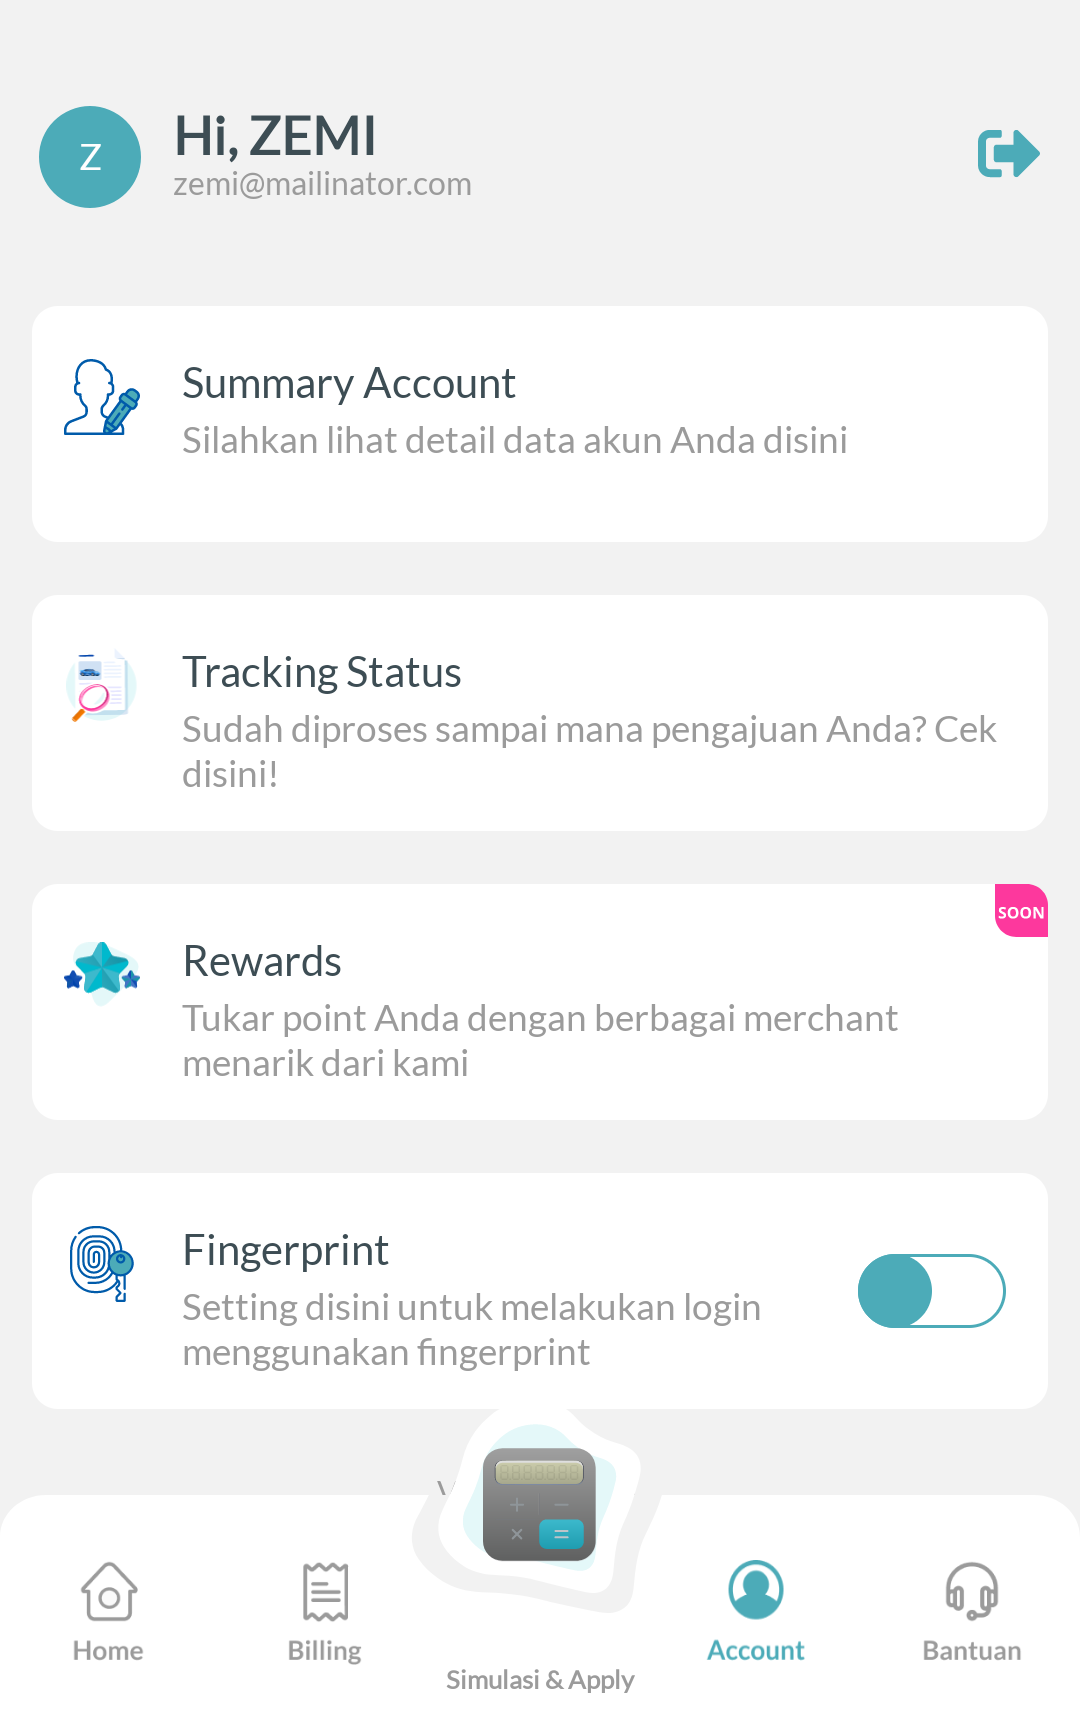 Z
Hi, ZEMI
zemi@mailinator.com
Summary Account
Silahkan lihat detail data akun Anda disini
Tracking Status
Sudah diproses sampai mana pengajuan Anda? Cek
disini!
SOON
Rewards
Tukar point Anda dengan berbagai merchant
menarik dari kami
Fingerprint
Setting disini untuk melakukan login
menggunakan fingerprint
Home
Billing
Simulasi & Apply
Account
Bantuan